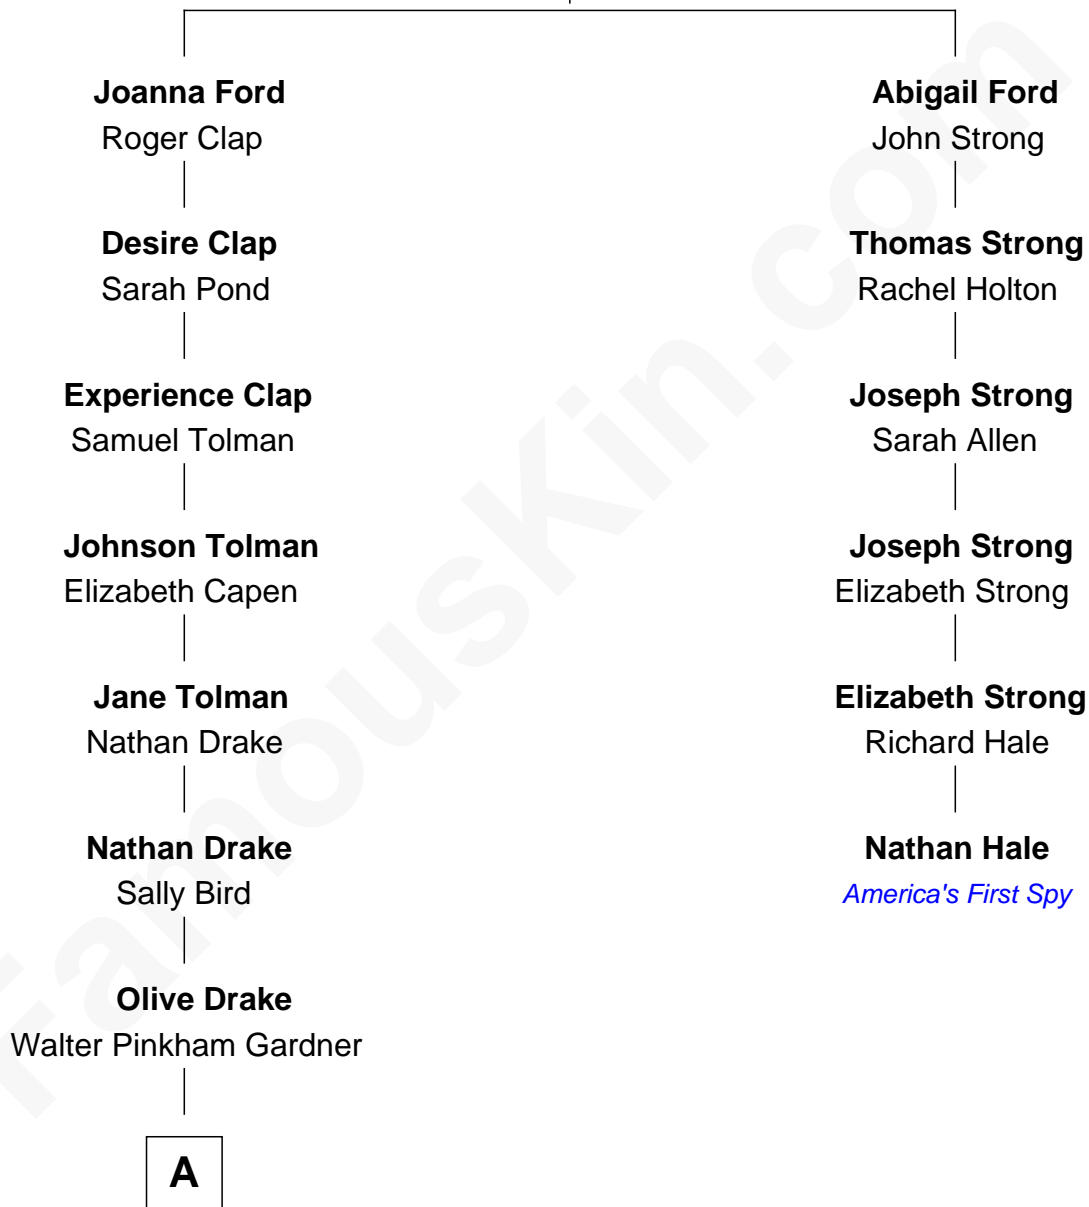 Joanna Ford
Roger Clap
Desire Clap
Sarah Pond
Experience Clap
Samuel Tolman
Johnson Tolman
Elizabeth Capen
Jane Tolman
Nathan Drake
Nathan Drake
Sally Bird
Olive Drake
Walter Pinkham Gardner
A
Abigail Ford
John Strong
Thomas Strong
Rachel Holton
Joseph Strong
Sarah Allen
Joseph Strong
Elizabeth Strong
Elizabeth Strong
Richard Hale
Nathan Hale
America's First Spy
FamousKin.com